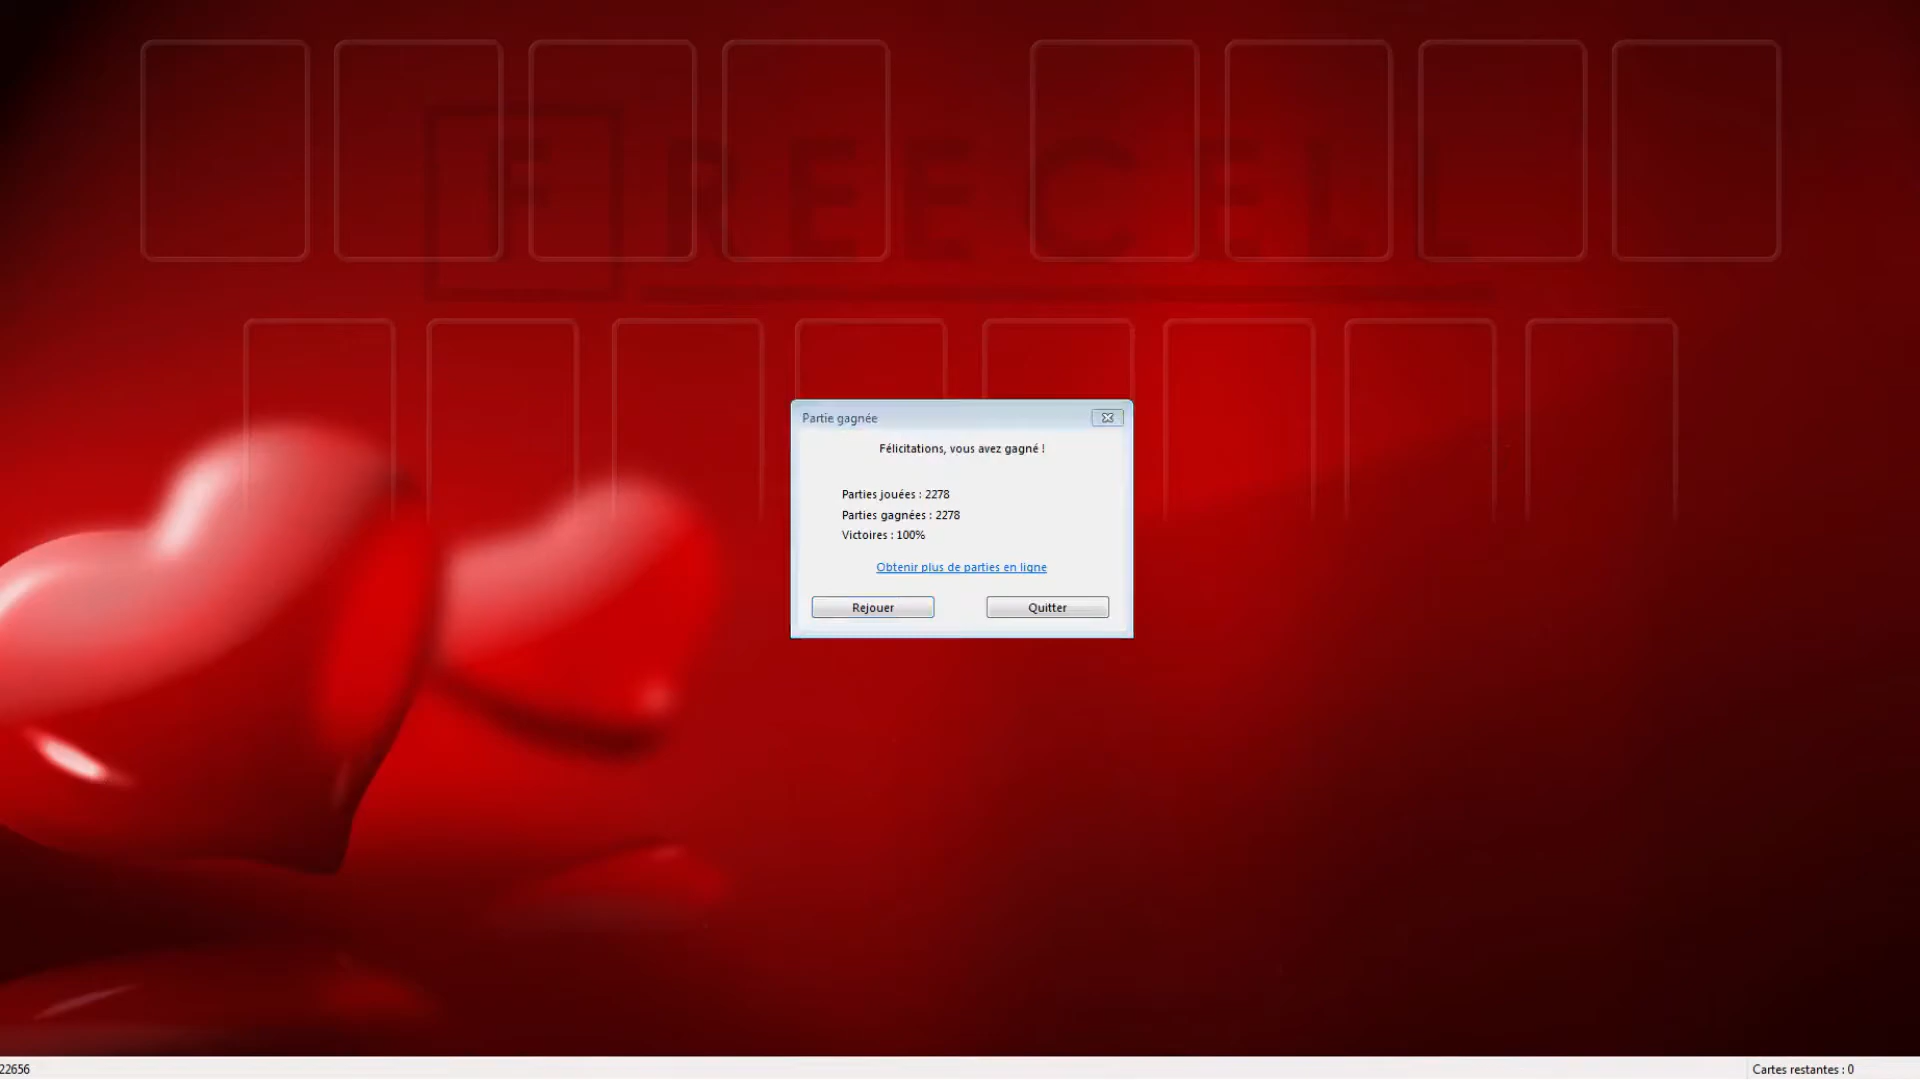 FREECELL
Partie gagnée
Félicitations, vous avez gagné !
Parties jouées : 2278
Parties gagnées : 2278
Victoires : 100%
Obtenir plus de parties en ligne
Rejouer
Quitter
22656
Cartes restantes : 0